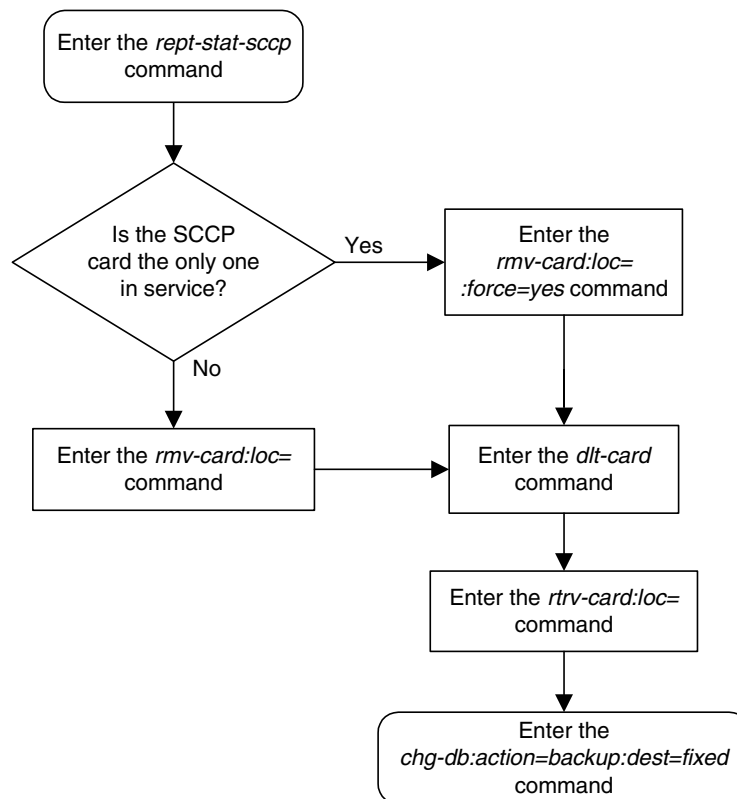 Enter the rept-stat-sccp
command
Is the SCCP
card the only one
in service?
Yes
Enter the
rmv-card:loc=
:force=yes command
No
Enter the rmv-card:loc=
command
Enter the dlt-card
command
Enter the rtrv-card:loc=
command
Enter the
chg-db:action=backup:dest=fixed
command